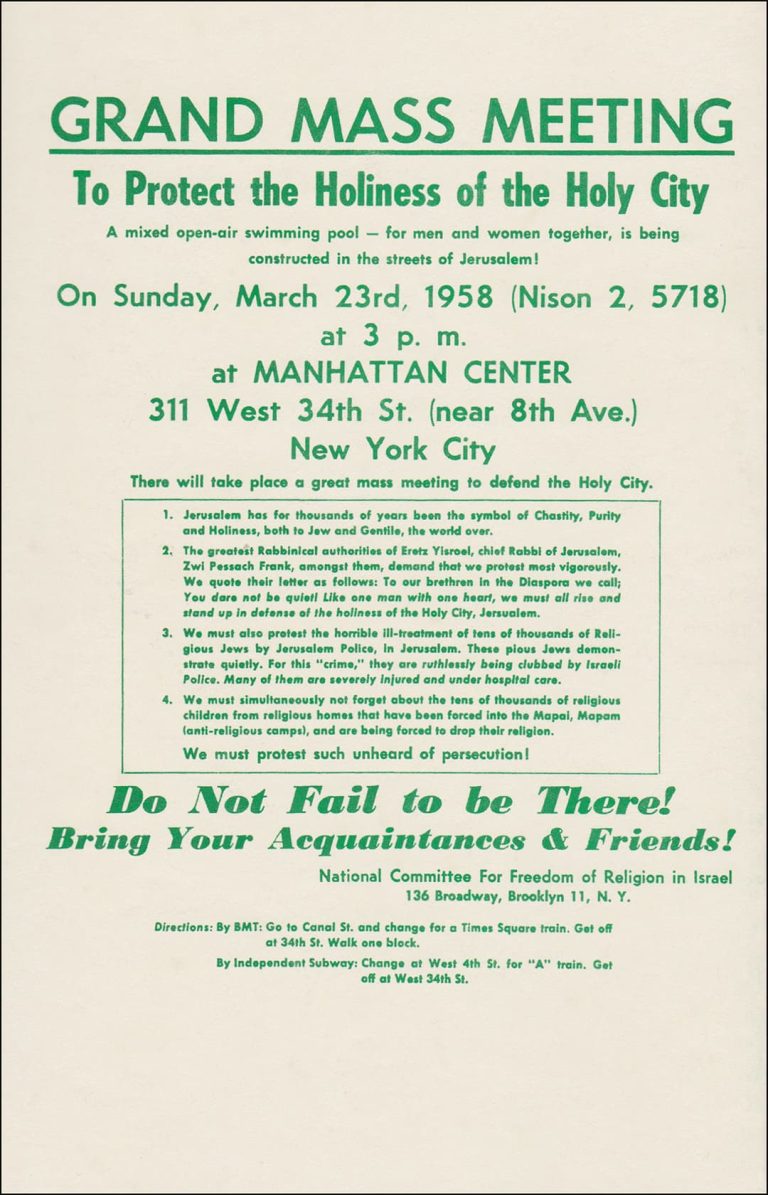 GRAND MASS MEETING
To Protect the Holiness of the Holy City
A mixed open-air swimming pool — for men and women together, is being
constructed in the streets of Jerusalem!
On Sunday, March 23rd, 1958 (Nison 2, 5718)
at 3 p. m.
at MANHATTAN CENTER
311 West 34th St. (near 8th Ave.)
New York City
There will take place a great mass meeting to defend the Holy City.
1. Jerusalem has for thousands of years been the symbol of Chastity, Purity
and Holiness, both to Jew and Gentile, the world over.
2. The greatest Rabbinical authorities of Eretz Yisroel, chief Rabbi of Jerusalem,
Zwi Pessach Frank, amongst them, demand that we protest most vigorously.
We quote their letter as follows: To our brethren in the Diaspora we call;
You dare not be quiet! Like one man with one heart, we must all rise and
stand up in defense of the holiness of the Holy City, Jersualem.
3. We must also protest the horrible ill-treatment of tens of thousands of Reli-
gious Jews by Jerusalem Police, in Jerusalem. These pious Jews demon-
strate quietly. For this "crime," they are ruthlessly being clubbed by Israeli
Police. Many of them are severely injured and under hospital care.
4. We must simultaneously not forget about the tens of thousands of religious
children from religious homes that have been forced into the Mapai, Mapam
(anti-religious camps), and are being forced to drop their religion.
We must protest such unheard of persecution!
Do Not Fail to be There!
Bring Your Acquaintances & Friends!
National Committee For Freedom of Religion in Israel
136 Broadway, Brooklyn 11, N. Y.
Directions: By BMT: Go to Canal St. and change for a Times Square train. Get off
at 34th St. Walk one block.
By Independent Subway: Change at West 4th St. for "A" train. Get
off at West 34th St.